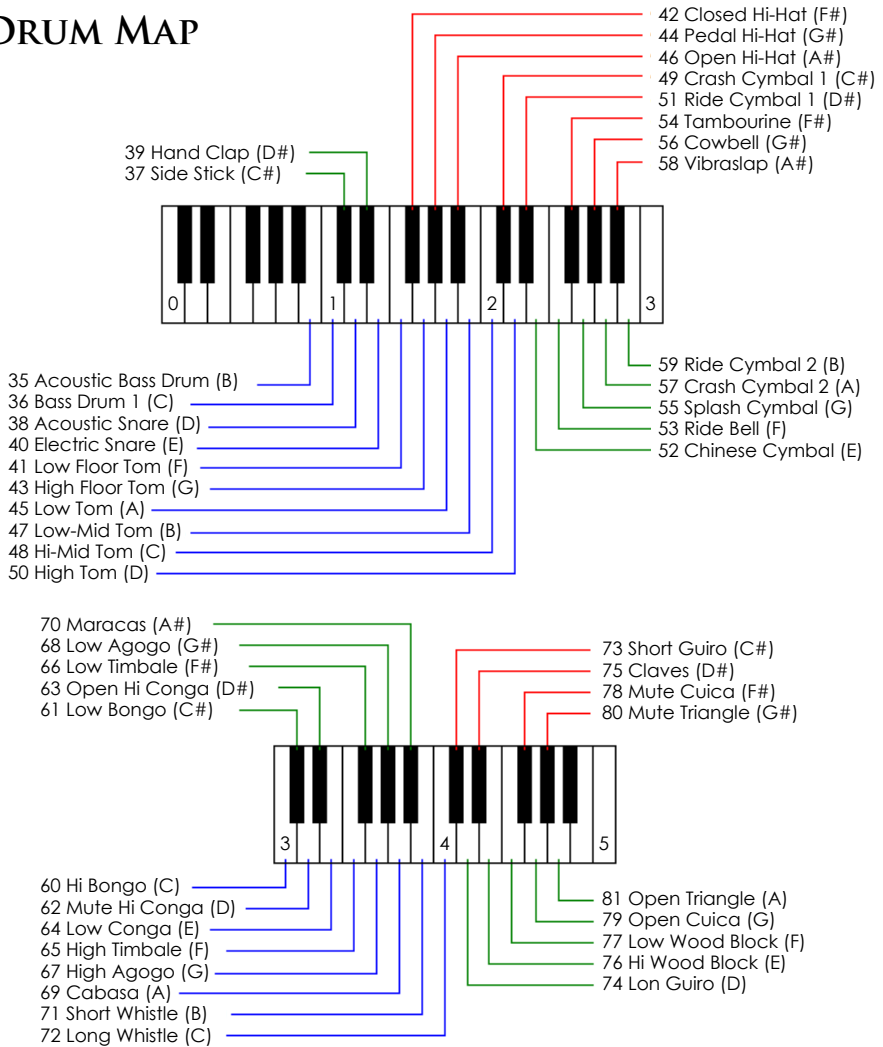 DRUM MAP
42 Closed Hi-Hat (F#)
44 Pedal Hi-Hat (G#)
46 Open Hi-Hat (A#)
49 Crash Cymbal 1 (C#)
51 Ride Cymbal 1 (D#)
54 Tambourine (F#)
56 Cowbell (G#)
58 Vibraslap (A#)
39 Hand Clap (D#)
37 Side Stick (C#)
0 1 2 3
35 Acoustic Bass Drum (B)
36 Bass Drum 1 (C)
38 Acoustic Snare (D)
40 Electric Snare (E)
41 Low Floor Tom (F)
43 High Floor Tom (G)
45 Low Tom (A)
47 Low-Mid Tom (B)
48 Hi-Mid Tom (C)
50 High Tom (D)
59 Ride Cymbal 2 (B)
57 Crash Cymbal 2 (A)
55 Splash Cymbal (G)
53 Ride Bell (F)
52 Chinese Cymbal (E)
70 Maracas (A#)
68 Low Agogo (G#)
66 Low Timbale (F#)
63 Open Hi Conga (D#)
61 Low Bongo (C#)
73 Short Guiro (C#)
75 Claves (D#)
78 Mute Cuica (F#)
80 Mute Triangle (G#)
3 4 5
60 Hi Bongo (C)
62 Mute Hi Conga (D)
64 Low Conga (E)
65 High Timbale (F)
67 High Agogo (G)
69 Cabasa (A)
71 Short Whistle (B)
72 Long Whistle (C)
81 Open Triangle (A)
79 Open Cuica (G)
77 Low Wood Block (F)
76 Hi Wood Block (E)
74 Lon Guiro (D)